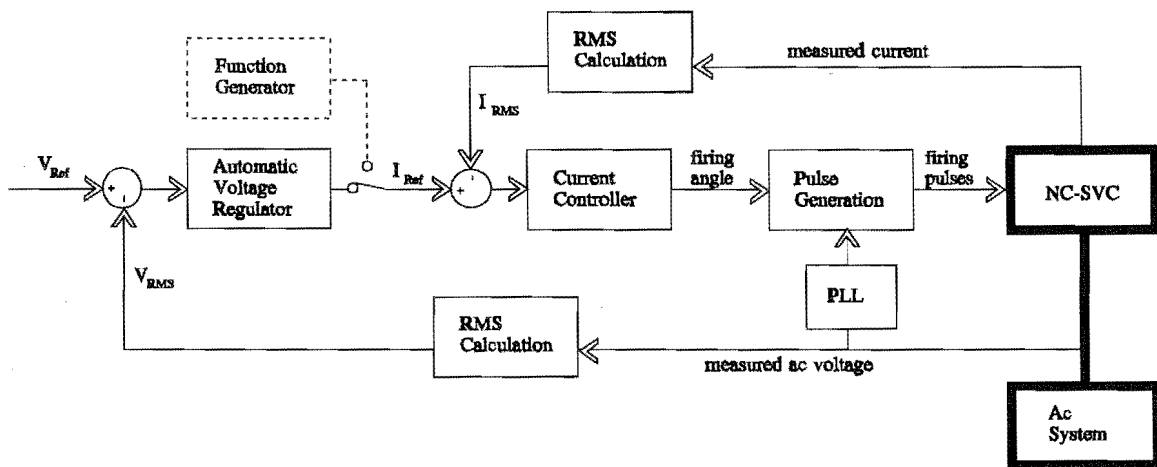 RMS
Calculation
measured current
Function
Generator
I RMS
V Ref
+
-
Automatic
Voltage
Regulator
I Ref
+
-
Current
Controller
firing
angle
Pulse
Generation
firing
pulses
NC-SVC
V RMS
PLL
RMS
Calculation
measured ac voltage
Ac
System